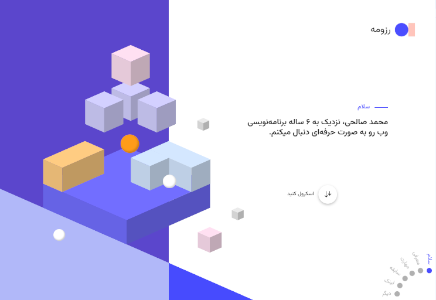 رزومه
سلام
محمد صالحی، نزدیک به ۶ ساله برنامه‌نویسی
وب رو به صورت حرفه‌ای دنبال میکنم.
اسکرول کنید
سلام